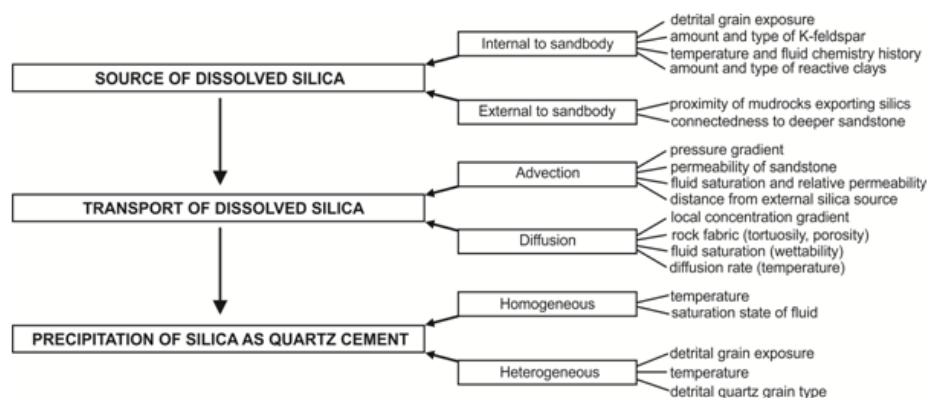 detrital grain exposure
Internal to sandbody
amount and type of K-feldspar
temperature and fluid chemistry history
amount and type of reactive clays
SOURCE OF DISSOLVED SILICA
External to sandbody
proximity of mudrocks exporting silics
connectedness to deeper sandstone
pressure gradient
Advection
permeability of sandstone
fluid saturation and relative permeability
distance from external silica source
TRANSPORT OF DISSOLVED SILICA
local concentration gradient
Diffusion
rock fabric (tortuosily, porosity)
fluid saturation (wettability)
diffusion rate (temperature)
Homogeneous
temperature
saturation state of fluid
PRECIPITATION OF SILICA AS QUARTZ CEMENT
detrital grain exposure
Heterogeneous
temperature
detrital quartz grain type